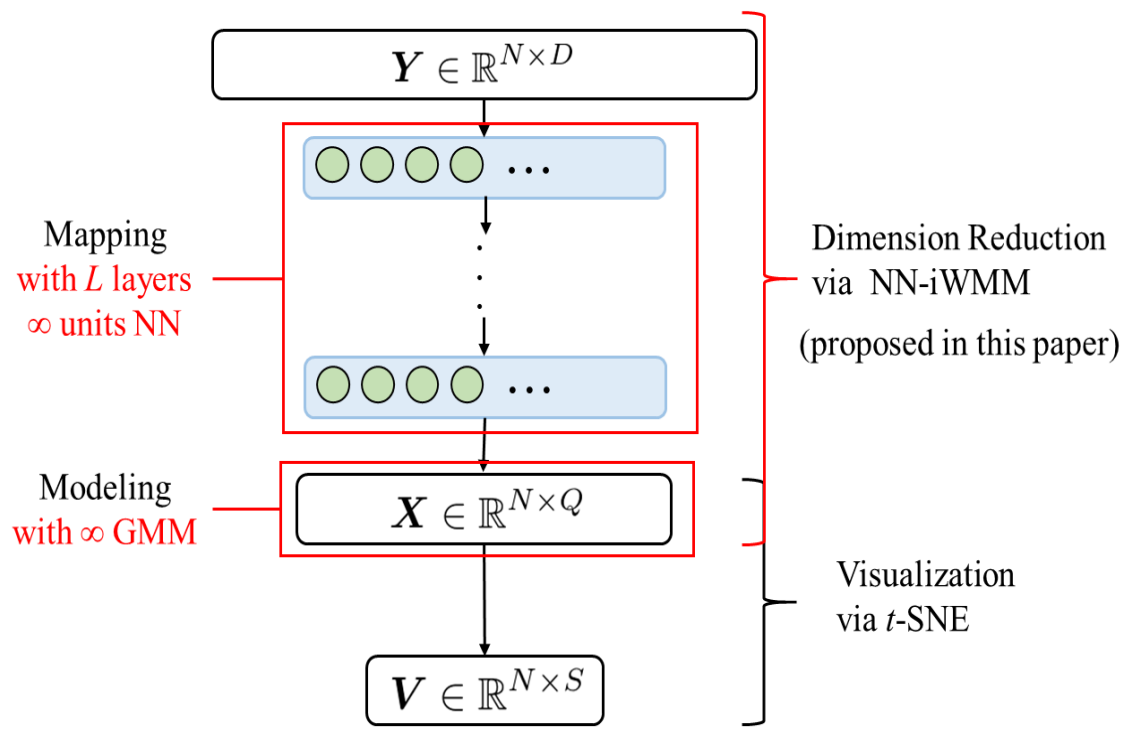 Y ∈ ℝ^{N×D}
...
Mapping
with L layers
∞ units NN
Dimension Reduction
via NN-iWMM
(proposed in this paper)
...
Modeling
with ∞ GMM
X ∈ ℝ^{N×Q}
Visualization
via t-SNE
V ∈ ℝ^{N×S}